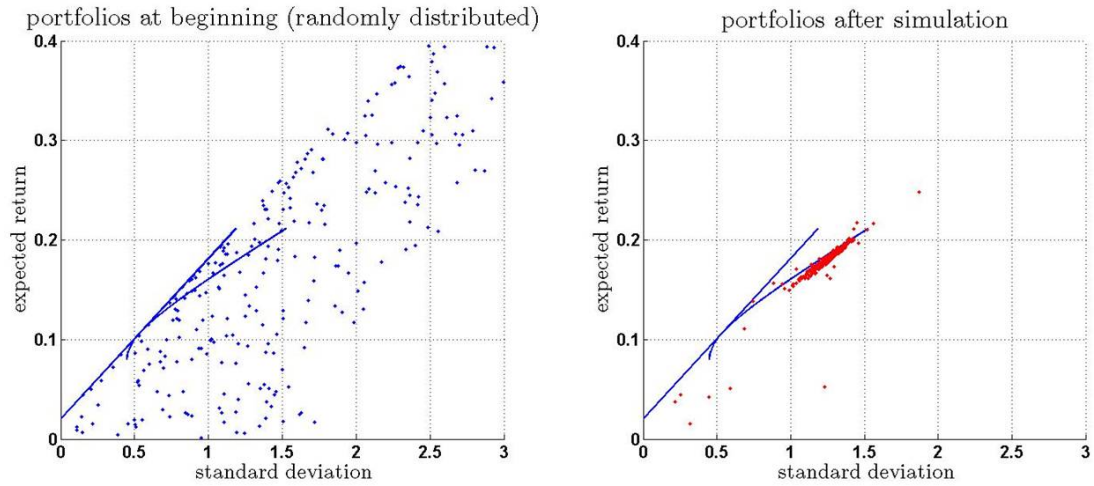 portfolios at beginning (randomly distributed)
0.4
0.3
0.2
0.1
0
expected return
0 0.5 1 1.5 2 2.5 3
standard deviation
portfolios after simulation
0.4
0.3
0.2
0.1
0
expected return
0 0.5 1 1.5 2 2.5 3
standard deviation